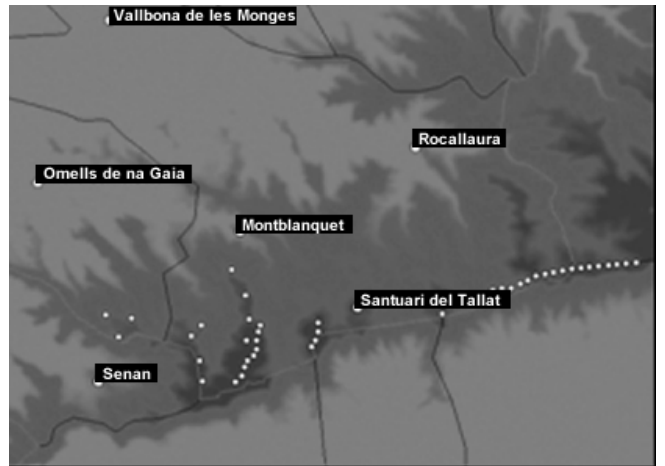 Vallbona de les Monges
Rocallaura
Omells de na Gaia
Montblanquet
Santuari del Tallat
Senan